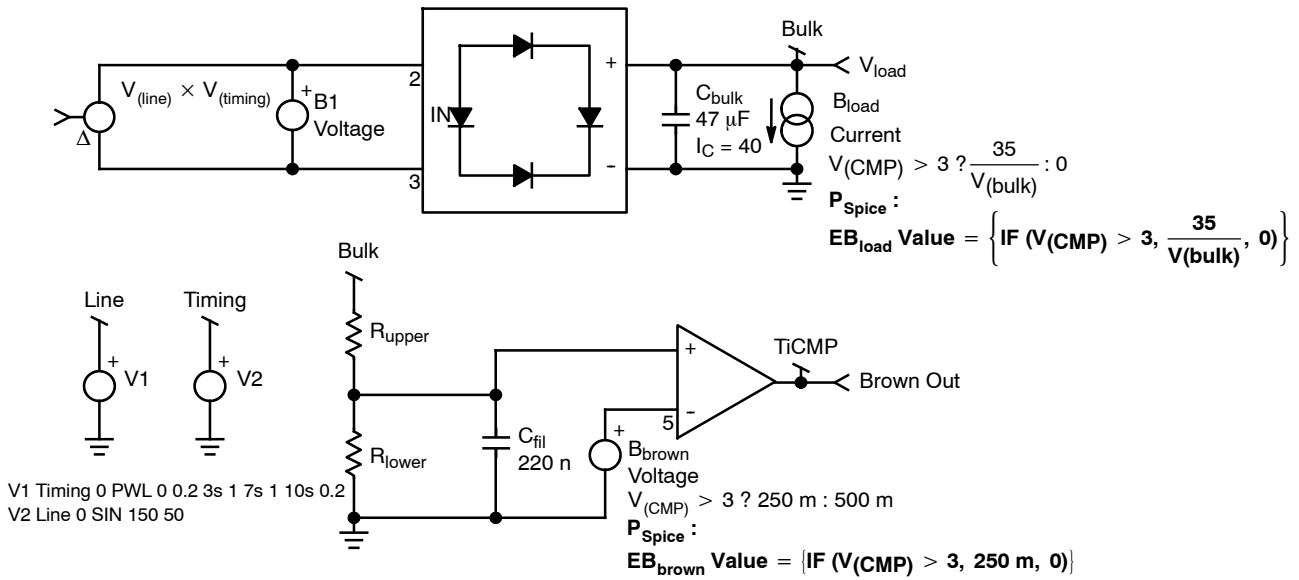 Bulk
V(line) × V(timing)
+
B1
Voltage
Δ
2
3
IN
+
-
Cbulk
47 μF
IC = 40
Vload
Bload
Current
V(CMP) > 3 ? 35/V(bulk) : 0
PSpice :
EBload Value = {IF (V(CMP) > 3, 35/V(bulk), 0)}
Line
+
V1
Timing
+
V2
V1 Timing 0 PWL 0 0.2 3s 1 7s 1 10s 0.2
V2 Line 0 SIN 150 50
Bulk
Rupper
Rlower
Cfil
220 n
+
-
5
TiCMP
Brown Out
+
Bbrown
Voltage
V(CMP) > 3 ? 250 m : 500 m
PSpice :
EBbrown Value = {IF (V(CMP) > 3, 250 m, 0)}